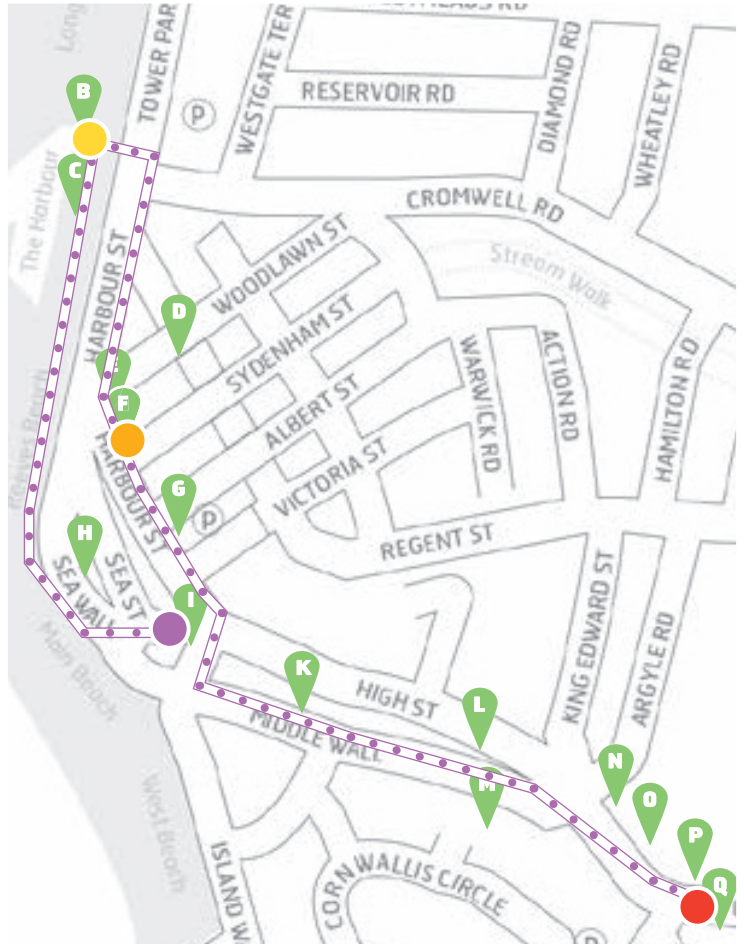 Long
TOWER PAR
WESTGATE TER
B
P
RESERVOIR RD
DIAMOND RD
WHEATLEY RD
C
The Harbour
CROMWELL RD
Stream Walk
HARBOUR ST
WOODLAWN ST
D
SYDENHAM ST
E
F
ALBERT ST
WARWICK RD
ACTION RD
HAMILTON RD
HARBOUR ST
VICTORIA ST
G
P
REGENT ST
H
SEA ST
SEA WALL
I
Main Beach
KING EDWARD ST
ARGYLE RD
K
HIGH ST
L
MIDDLE WALL
M
N
O
P
Q
West Beach
ISLAND W
CORNWALLIS CIRCLE
P